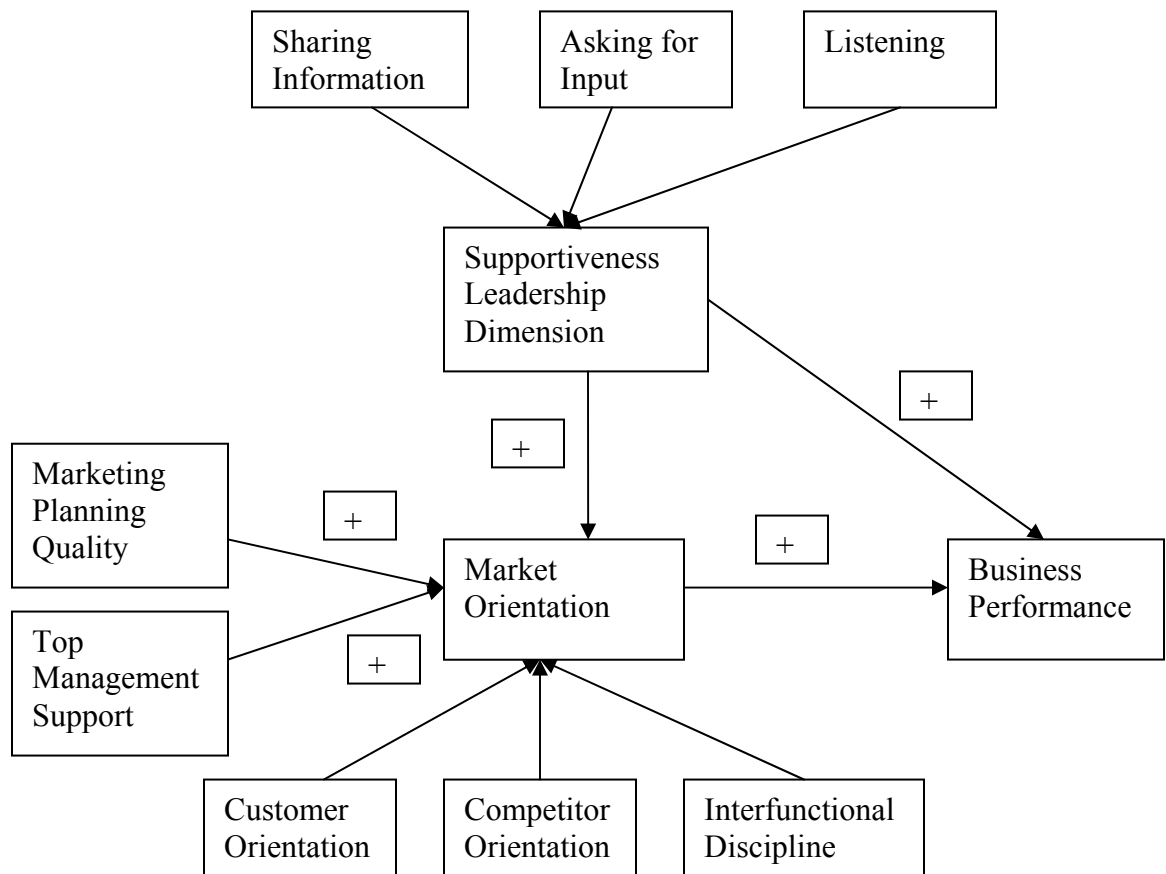 Sharing
Information
Asking for
Input
Listening
Supportiveness
Leadership
Dimension
+
+
Marketing
Planning
Quality
+
Market
Orientation
+
Business
Performance
Top
Management
Support
+
Customer
Orientation
Competitor
Orientation
Interfunctional
Discipline